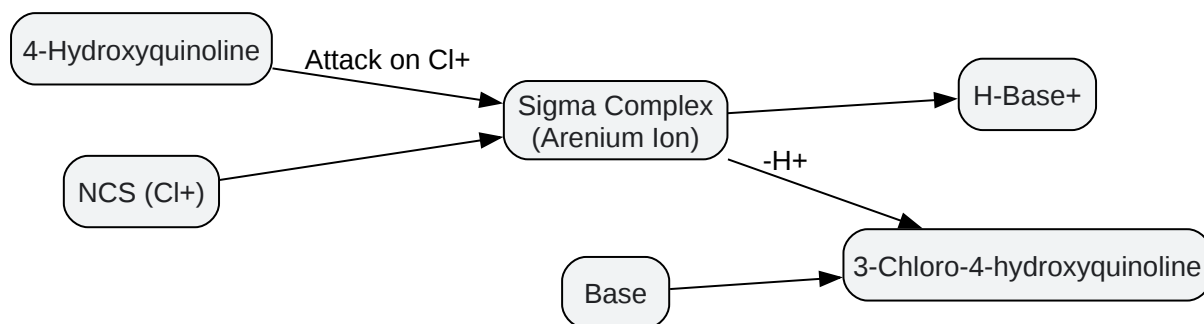 4-Hydroxyquinoline
Attack on Cl+
NCS (Cl+)
Sigma Complex
(Arenium Ion)
H-Base+
-H+
Base
3-Chloro-4-hydroxyquinoline